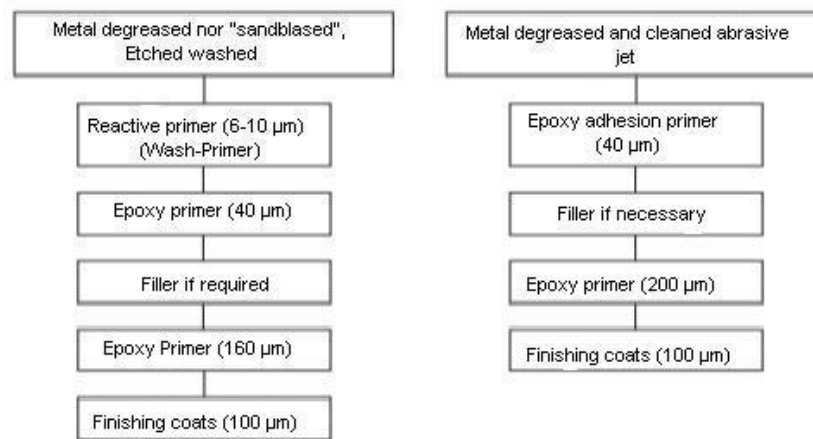 Metal degreased nor "sandblased",
Etched washed
Reactive primer (6-10 µm)
(Wash-Primer)
Epoxy primer (40 µm)
Filler if required
Epoxy Primer (160 µm)
Finishing coats (100 µm)
Metal degreased and cleaned abrasive
jet
Epoxy adhesion primer
(40 µm)
Filler if necessary
Epoxy primer (200 µm)
Finishing coats (100 µm)